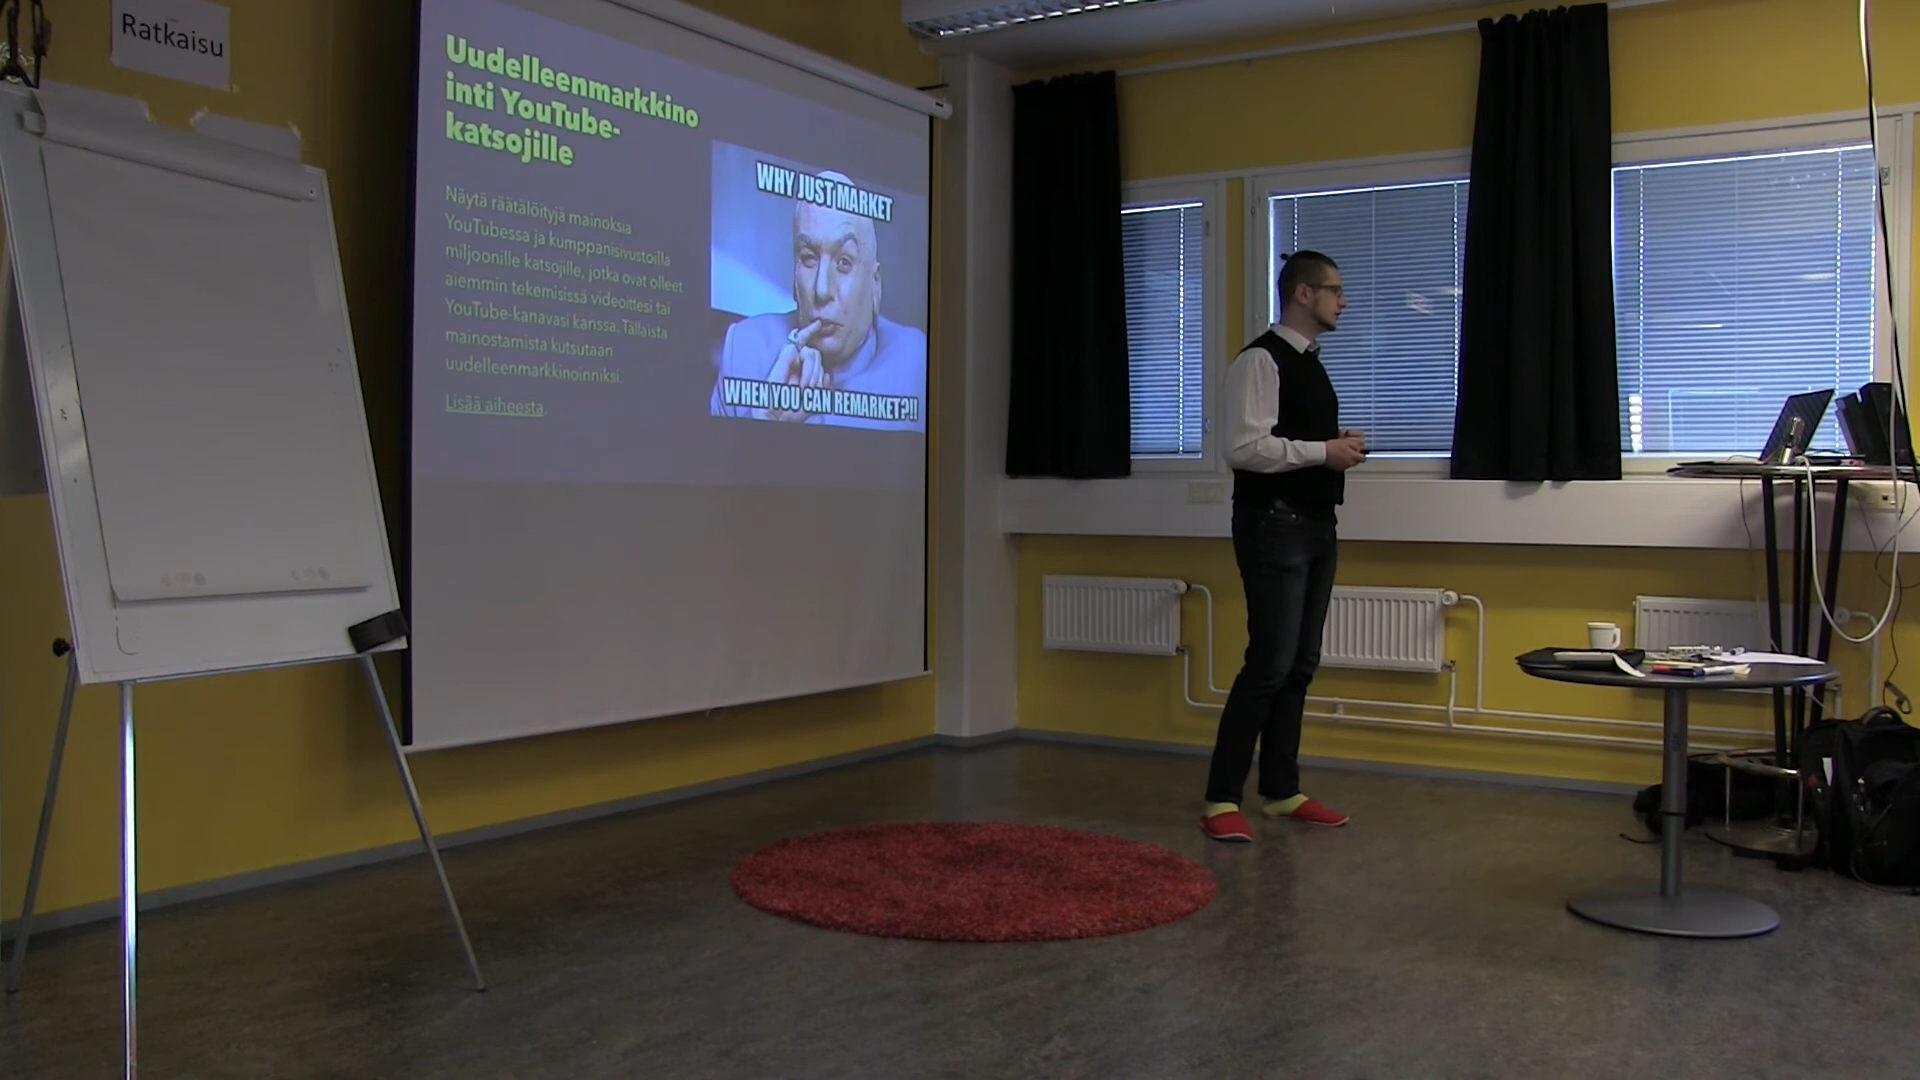 Ratkaisu
Uudelleenmarkkino
inti YouTube-
katsojille
Näytä räätälöityjä mainoksia
YouTubessa ja kumppanisivustoilla
miljoonille katsojille, jotka ovat olleet
aiemmin tekemisissä videoittesi tai
YouTube-kanavasi kanssa. Tällaista
mainostamista kutsutaan
uudelleenmarkkinoinniksi.
Lisää aiheesta.
WHY JUST MARKET
WHEN YOU CAN REMARKET?!!